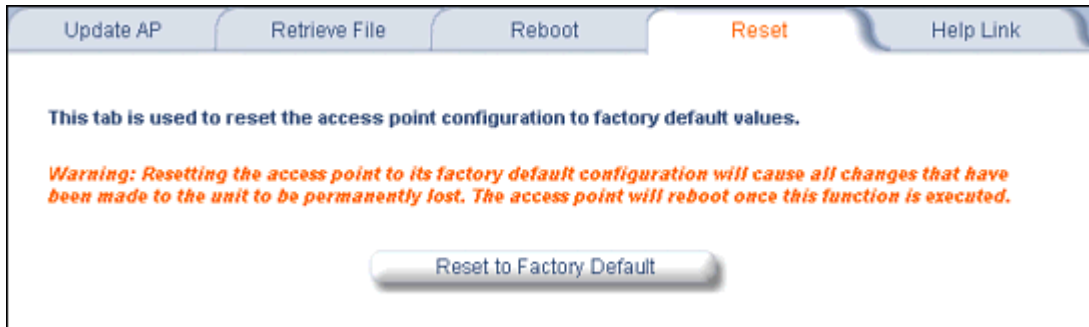 Update AP Retrieve File Reboot Reset Help Link
This tab is used to reset the access point configuration to factory default values.
Warning: Resetting the access point to its factory default configuration will cause all changes that have
been made to the unit to be permanently lost. The access point will reboot once this function is executed.
Reset to Factory Default